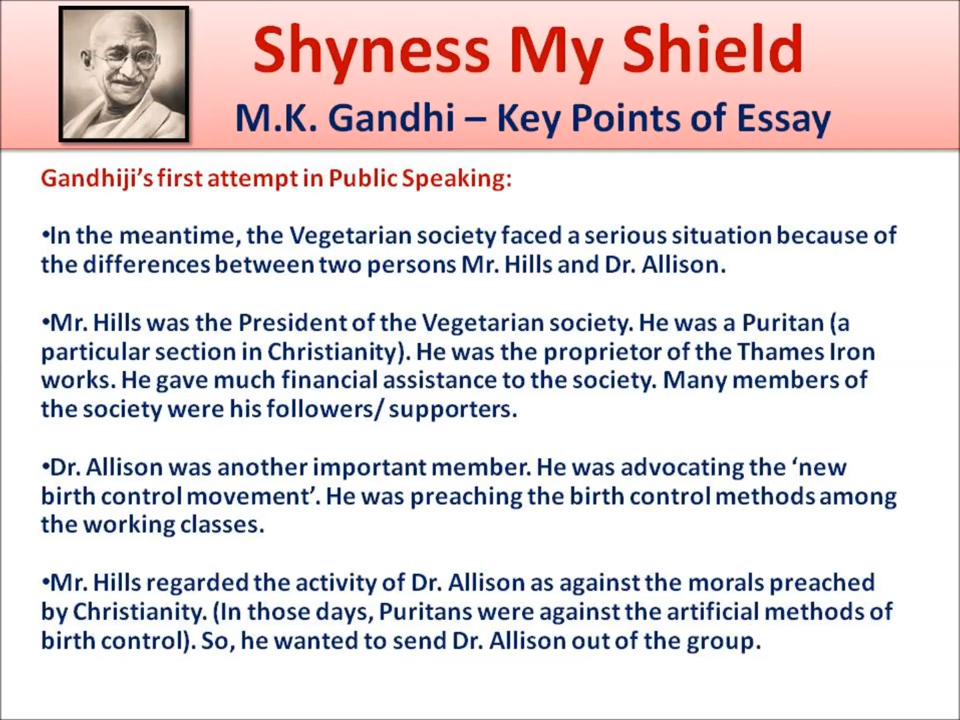 Shyness My Shield
M.K. Gandhi – Key Points of Essay
Gandhiji's first attempt in Public Speaking:
•In the meantime, the Vegetarian society faced a serious situation because of
the differences between two persons Mr. Hills and Dr. Allison.
•Mr. Hills was the President of the Vegetarian society. He was a Puritan (a
particular section in Christianity). He was the proprietor of the Thames Iron
works. He gave much financial assistance to the society. Many members of
the society were his followers/ supporters.
•Dr. Allison was another important member. He was advocating the 'new
birth control movement'. He was preaching the birth control methods among
the working classes.
•Mr. Hills regarded the activity of Dr. Allison as against the morals preached
by Christianity. (In those days, Puritans were against the artificial methods of
birth control). So, he wanted to send Dr. Allison out of the group.